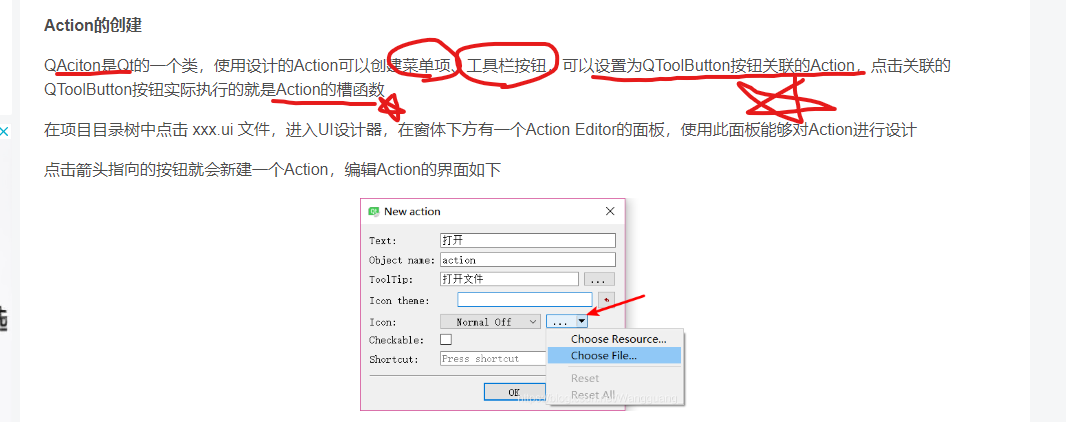 Action的创建
QAciton是Qt的一个类，使用设计的Action可以创建菜单项、工具栏按钮，可以设置为QToolButton按钮关联的Action，点击关联的
QToolButton按钮实际执行的就是Action的槽函数
在项目目录树中点击 xxx.ui 文件，进入UI设计器，在窗体下方有一个Action Editor的面板，使用此面板能够对Action进行设计
点击箭头指向的按钮就会新建一个Action，编辑Action的界面如下
New action
Text: 打开
Object name: action
ToolTip: 打开文件 ...
Icon theme:
Icon: Normal Off ...
Checkable:
Choose Resource...
Choose File...
Shortcut: Press shortcut
Reset
Reset All
OK